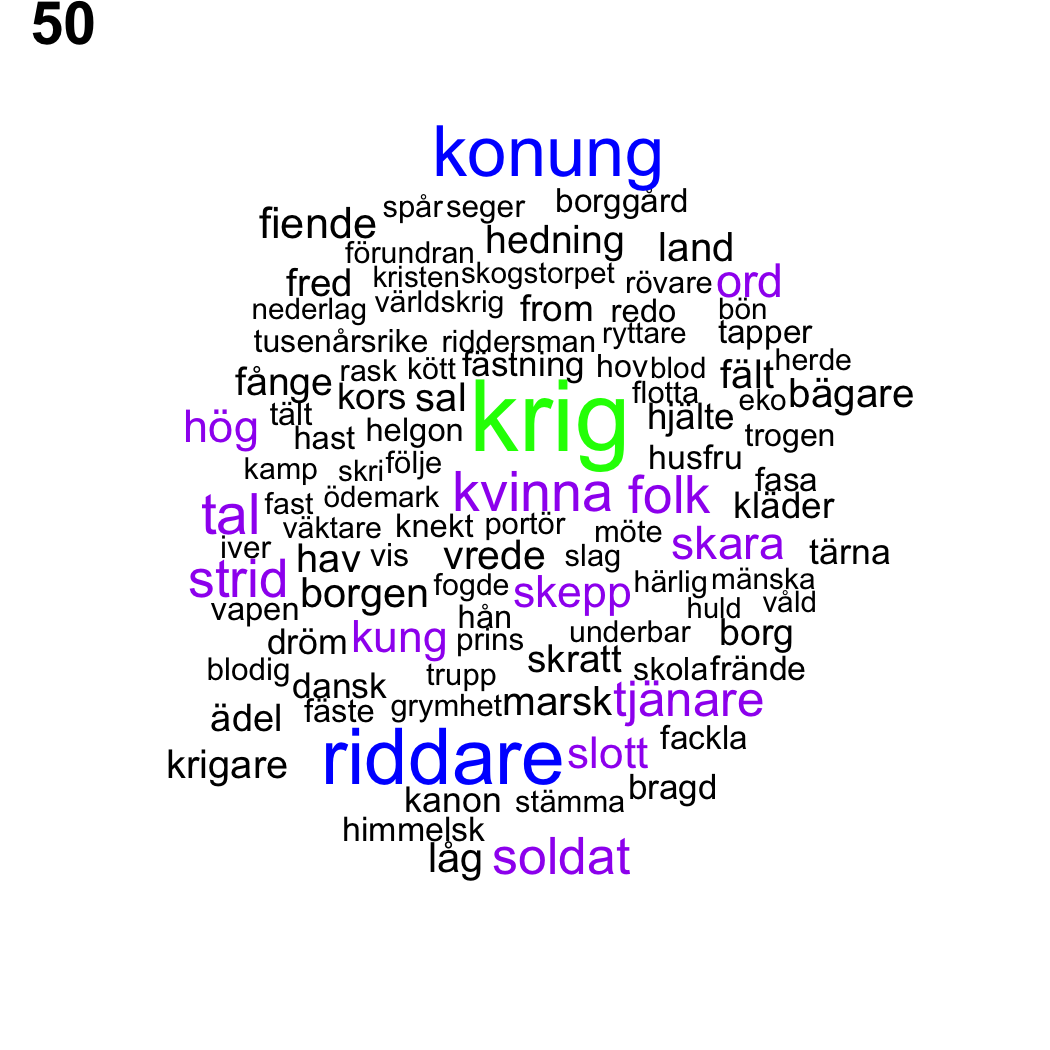 50
konung
spår seger borggård
fiende hedning land
förundran
fred kristen skogstorpet rövare ord
nederlag världskrig from redo bön
tusenårsrike riddersman ryttare tapper
fånge rask kött fästning hov blod fält herde
kors sal krig flotta hjälte eko bägare
hög tält hast helgon trogen
kamp skri följe husfru fasa
tal fast ödemark kvinna folk kläder
väktare knekt portör möte skara tärna
iver hav vis vrede slag
strid borgen fogde skepp härlig mänska
vapen hån huld våld
dröm kung prins underbar borg
blodig dansk trupp skratt skola frände
ädel fäste grymhet marsk tjänare
krigare riddare slott fackla
kanon stämma bragd
himmelsk
låg soldat